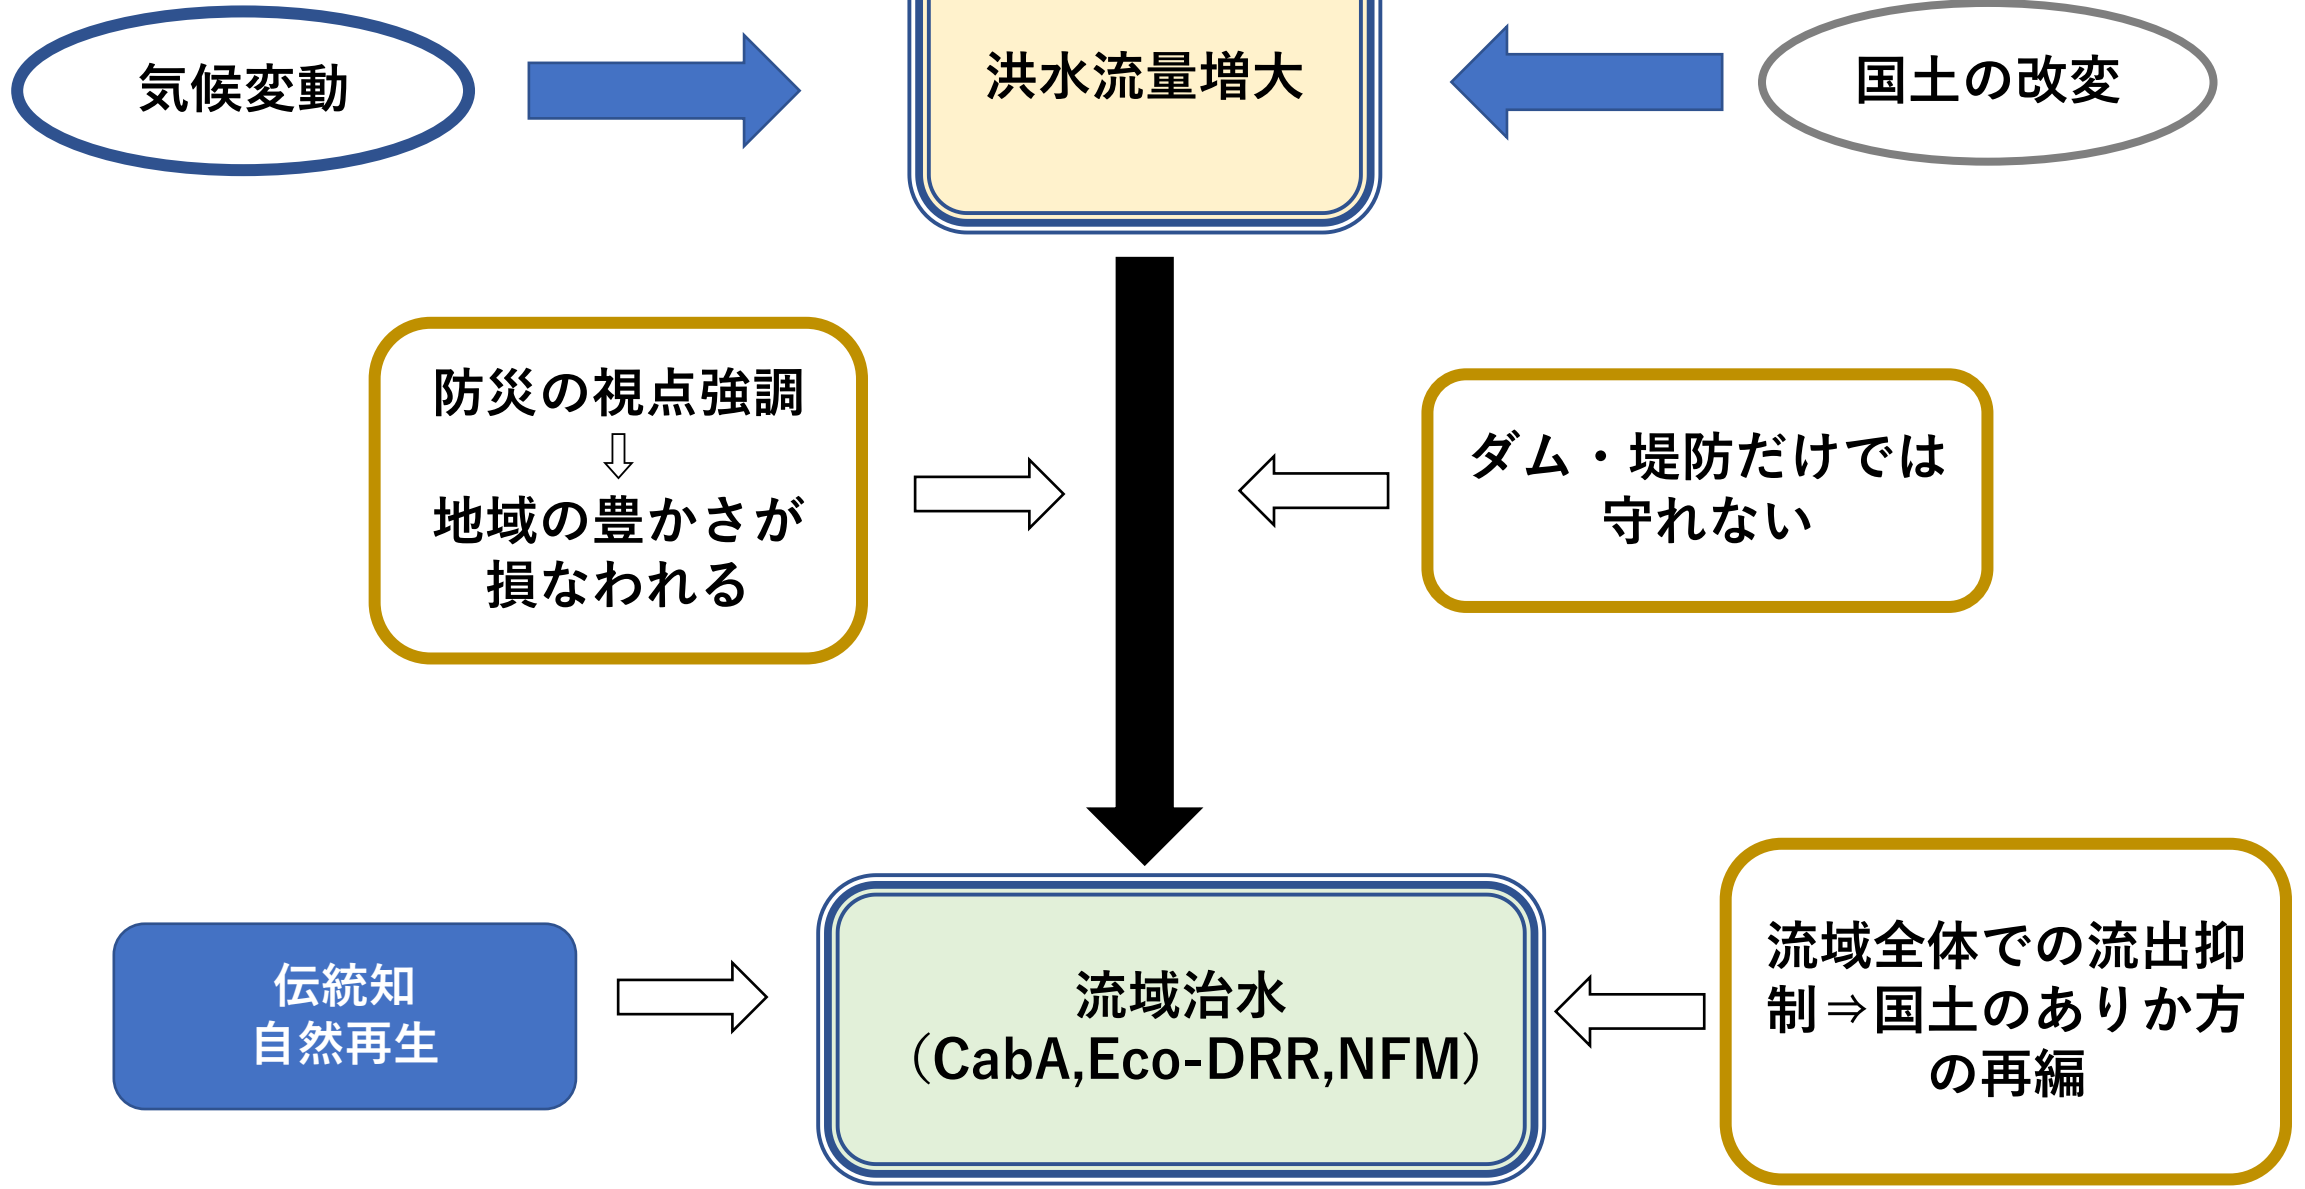 気候変動
洪水流量増大
国土の改変
防災の視点強調
地域の豊かさが
損なわれる
ダム・堤防だけでは
守れない
伝統知
自然再生
流域治水
（CabA,Eco-DRR,NFM）
流域全体での流出抑
制⇒国土のありか方
の再編